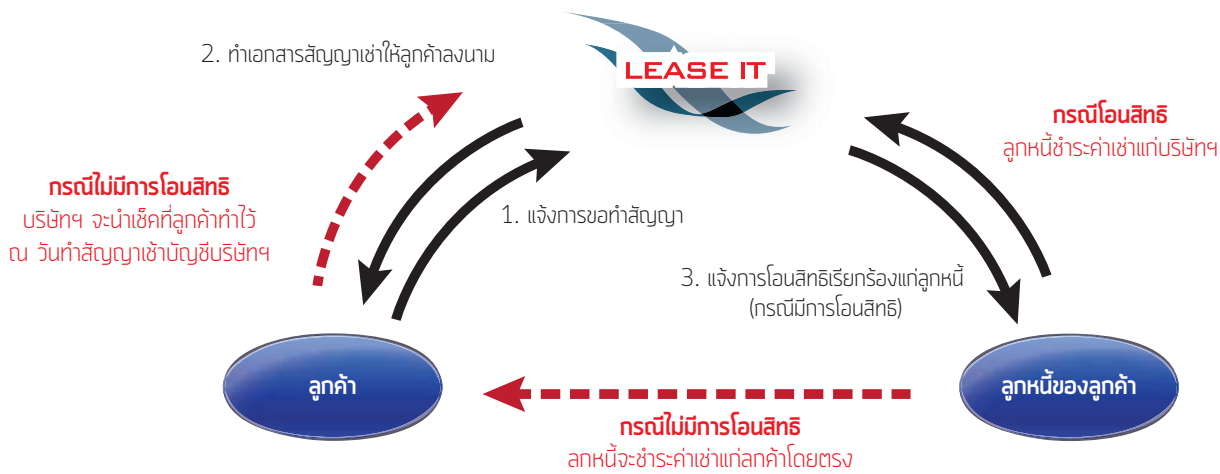 2. ทำเอกสารสัญญาเช่าให้ลูกค้าลงนาม
LEASE IT
กรณีโอนสิทธิ
ลูกหนี้ชำระค่าเช่าแก่บริษัทฯ
กรณีไม่มีการโอนสิทธิ
บริษัทฯ จะนำเช็คที่ลูกค้าทำไว้
ณ วันทำสัญญาเช้าบัญชีบริษัทฯ
1. แจ้งการขอทำสัญญา
3. แจ้งการโอนสิทธิเรียกร้องแก่ลูกหนี้
(กรณีมีการโอนสิทธิ)
ลูกค้า
ลูกหนี้ของลูกค้า
กรณีไม่มีการโอนสิทธิ
ลกหนี้จะชำระค่าเช่าแก่ลกค้าโดยตรง